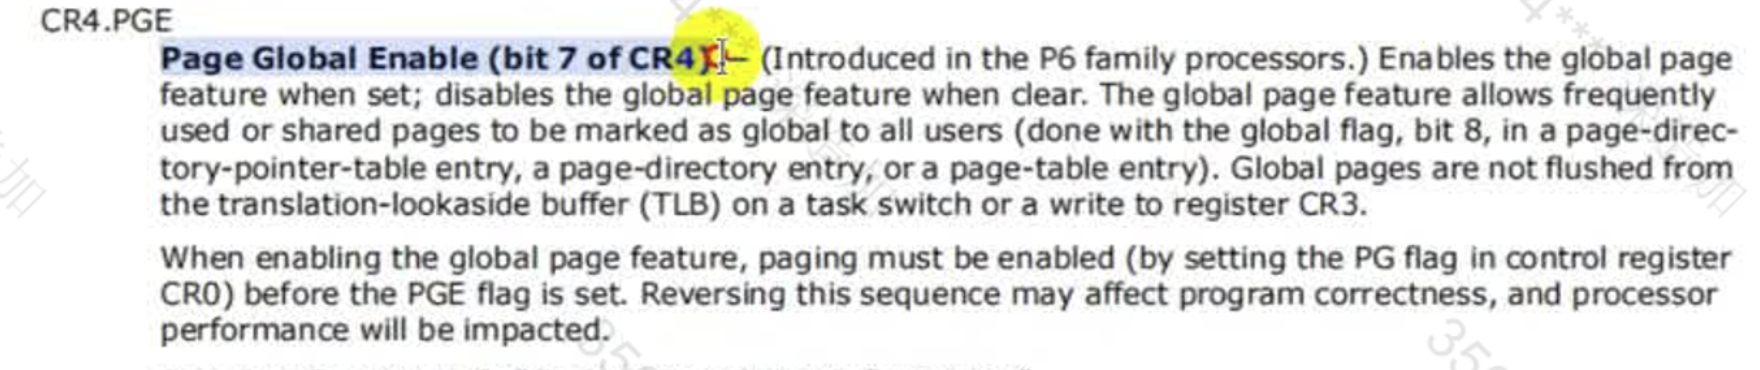 CR4.PGE
Page Global Enable (bit 7 of CR4) — (Introduced in the P6 family processors.) Enables the global page
feature when set; disables the global page feature when clear. The global page feature allows frequently
used or shared pages to be marked as global to all users (done with the global flag, bit 8, in a page-direc-
tory-pointer-table entry, a page-directory entry, or a page-table entry). Global pages are not flushed from
the translation-lookaside buffer (TLB) on a task switch or a write to register CR3.
When enabling the global page feature, paging must be enabled (by setting the PG flag in control register
CR0) before the PGE flag is set. Reversing this sequence may affect program correctness, and processor
performance will be impacted.